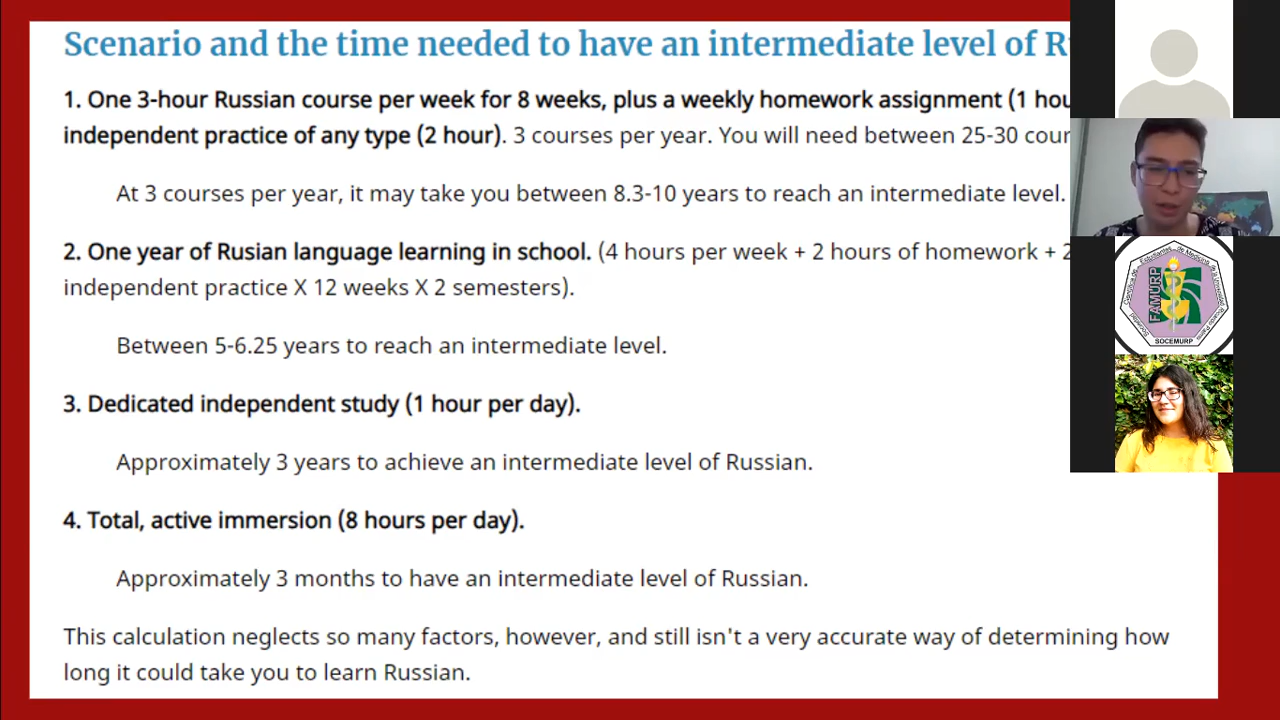 Scenario and the time needed to have an intermediate level of R
1. One 3-hour Russian course per week for 8 weeks, plus a weekly homework assignment (1 hou
independent practice of any type (2 hour). 3 courses per year. You will need between 25-30 cour
At 3 courses per year, it may take you between 8.3-10 years to reach an intermediate level.
2. One year of Rusian language learning in school. (4 hours per week + 2 hours of homework + 2
independent practice X 12 weeks X 2 semesters).
Between 5-6.25 years to reach an intermediate level.
3. Dedicated independent study (1 hour per day).
Approximately 3 years to achieve an intermediate level of Russian.
4. Total, active immersion (8 hours per day).
Approximately 3 months to have an intermediate level of Russian.
This calculation neglects so many factors, however, and still isn't a very accurate way of determining how
long it could take you to learn Russian.
FAMURP
SOCEMURP